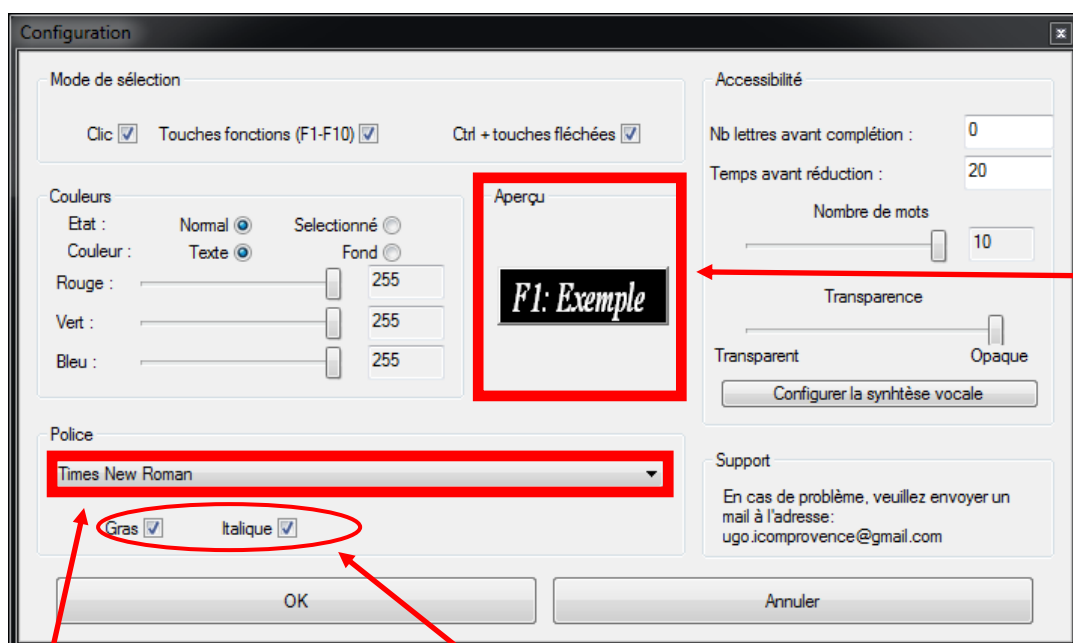 Configuration
Mode de sélection
Clic Touches fonctions (F1-F10) Ctrl + touches fléchées
Couleurs
Etat : Normal Selectionné
Couleur : Texte Fond
Rouge : 255
Vert : 255
Bleu : 255
Aperçu
F1: Exemple
Police
Times New Roman
Gras Italique
Accessibilité
Nb lettres avant complétion : 0
Temps avant réduction : 20
Nombre de mots
10
Transparence
Transparent Opaque
Configurer la synhtèse vocale
Support
En cas de problème, veuillez envoyer un
mail à l'adresse:
ugo.icomprovence@gmail.com
OK Annuler